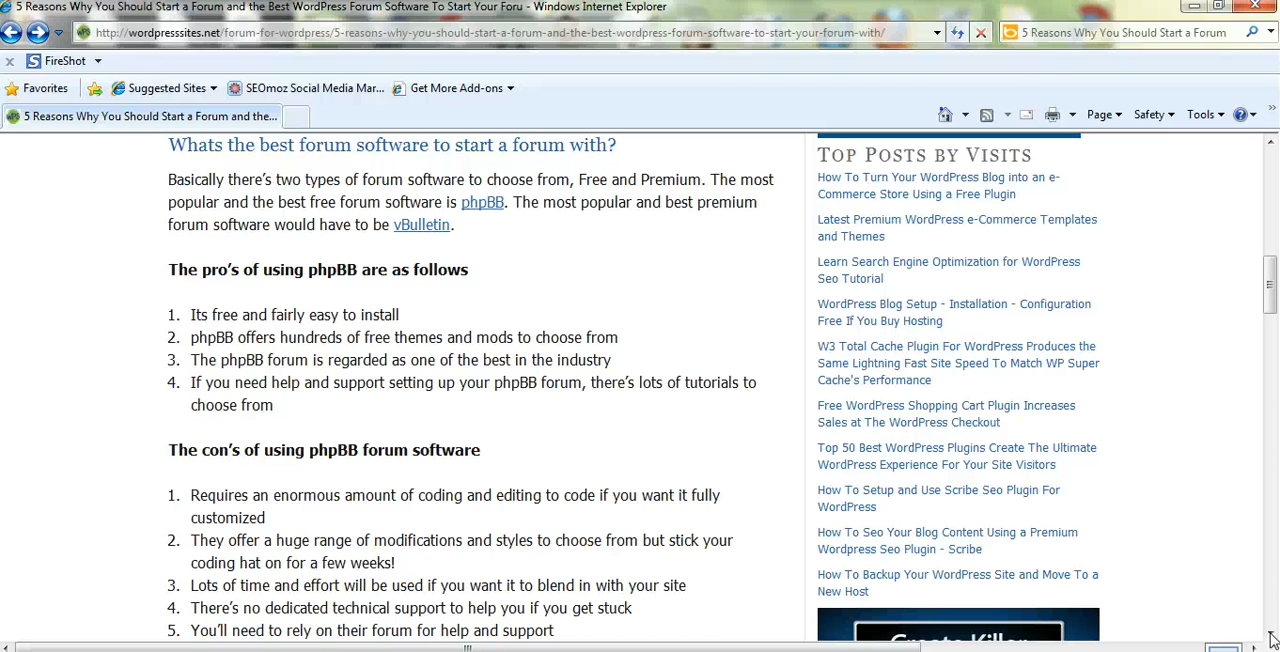 5 Reasons Why You Should Start a Forum and the Best WordPress Forum Software To Start Your Foru - Windows Internet Explorer
http://wordpresssites.net/forum-for-wordpress/5-reasons-why-you-should-start-a-forum-and-the-best-wordpress-forum-software-to-start-your-forum-with/
5 Reasons Why You Should Start a Forum
x S FireShot
Favorites Suggested Sites SEOmoz Social Media Mar... Get More Add-ons
5 Reasons Why You Should Start a Forum and the...
Page Safety Tools
Whats the best forum software to start a forum with?
Basically there's two types of forum software to choose from, Free and Premium. The most
popular and the best free forum software is phpBB. The most popular and best premium
forum software would have to be vBulletin.
The pro's of using phpBB are as follows
1. Its free and fairly easy to install
2. phpBB offers hundreds of free themes and mods to choose from
3. The phpBB forum is regarded as one of the best in the industry
4. If you need help and support setting up your phpBB forum, there's lots of tutorials to
choose from
The con's of using phpBB forum software
1. Requires an enormous amount of coding and editing to code if you want it fully
customized
2. They offer a huge range of modifications and styles to choose from but stick your
coding hat on for a few weeks!
3. Lots of time and effort will be used if you want it to blend in with your site
4. There's no dedicated technical support to help you if you get stuck
5. You'll need to rely on their forum for help and support
TOP POSTS BY VISITS
How To Turn Your WordPress Blog into an e-
Commerce Store Using a Free Plugin
Latest Premium WordPress e-Commerce Templates
and Themes
Learn Search Engine Optimization for WordPress
Seo Tutorial
WordPress Blog Setup - Installation - Configuration
Free If You Buy Hosting
W3 Total Cache Plugin For WordPress Produces the
Same Lightning Fast Site Speed To Match WP Super
Cache's Performance
Free WordPress Shopping Cart Plugin Increases
Sales at The WordPress Checkout
Top 50 Best WordPress Plugins Create The Ultimate
WordPress Experience For Your Site Visitors
How To Setup and Use Scribe Seo Plugin For
WordPress
How To Seo Your Blog Content Using a Premium
Wordpress Seo Plugin - Scribe
How To Backup Your WordPress Site and Move To a
New Host
Create Killer